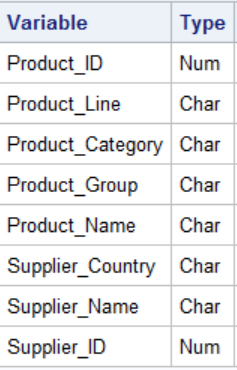 Variable Type
Product_ID Num
Product_Line Char
Product_Category Char
Product_Group Char
Product_Name Char
Supplier_Country Char
Supplier_Name Char
Supplier_ID Num